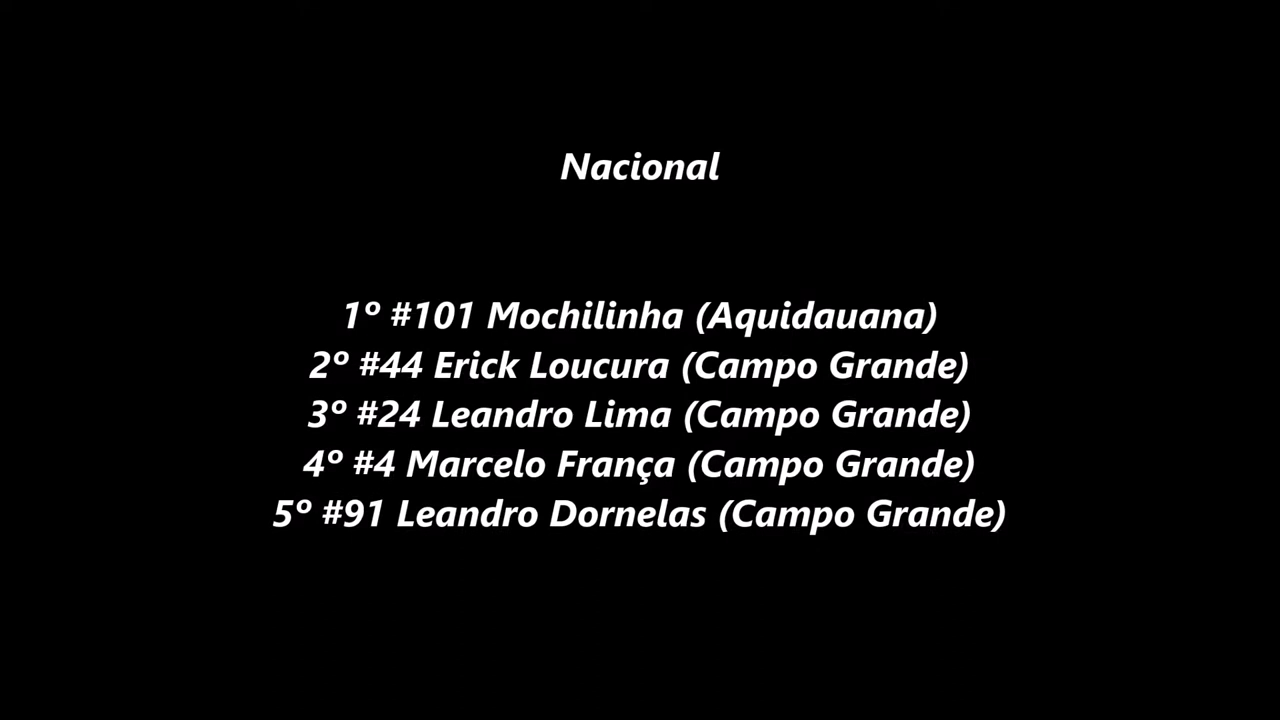 Nacional
1º #101 Mochilinha (Aquidauana)
2º #44 Erick Loucura (Campo Grande)
3º #24 Leandro Lima (Campo Grande)
4º #4 Marcelo França (Campo Grande)
5º #91 Leandro Dornelas (Campo Grande)